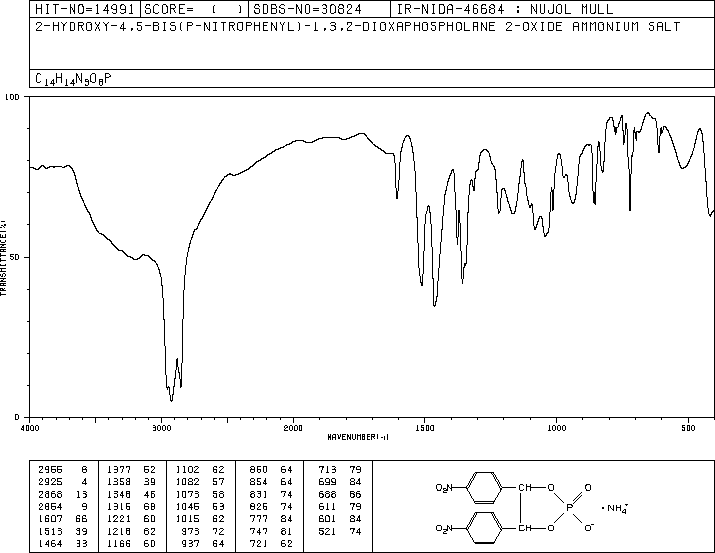 HIT-NO=14991 SCORE= ( ) SDBS-NO=30824 IR-NIDA-46684 : NUJOL MULL
2-HYDROXY-4,5-BIS(P-NITROPHENYL)-1,3,2-DIOXAPHOSPHOLANE 2-OXIDE AMMONIUM SALT
C14H14N3O8P
100
50
0
TRANSMITTANCE(%)
4000 3000 2000 1500 1000 500
WAVENUMBER(-1)
2955 6 1377 52 1102 62 860 64 713 79
2925 4 1358 39 1082 57 854 64 699 84
2868 13 1348 46 1073 58 831 74 688 86
2854 9 1315 68 1045 53 826 74 611 79
1607 66 1221 60 1015 62 777 84 601 84
1513 39 1218 62 973 72 747 81 521 74
1464 33 1166 60 937 64 721 62
O2N CH O O
P
O2N CH O O- · NH4+